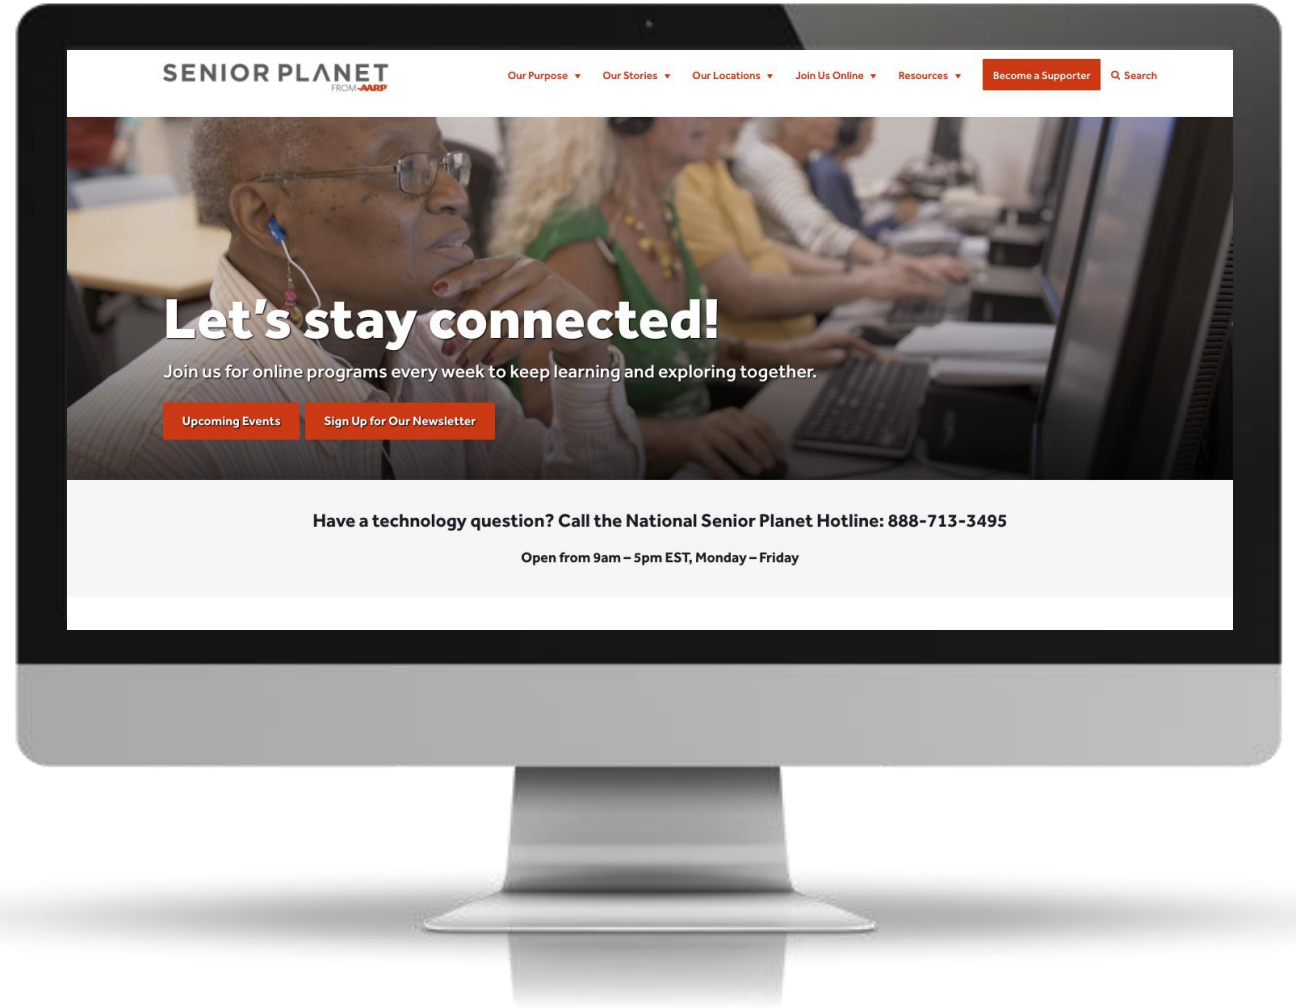 SENIOR PLANET
FROM AARP
Our Purpose
Our Stories
Our Locations
Join Us Online
Resources
Become a Supporter
Search
Let's stay connected!
Join us for online programs every week to keep learning and exploring together.
Upcoming Events
Sign Up for Our Newsletter
Have a technology question? Call the National Senior Planet Hotline: 888-713-3495
Open from 9am – 5pm EST, Monday – Friday